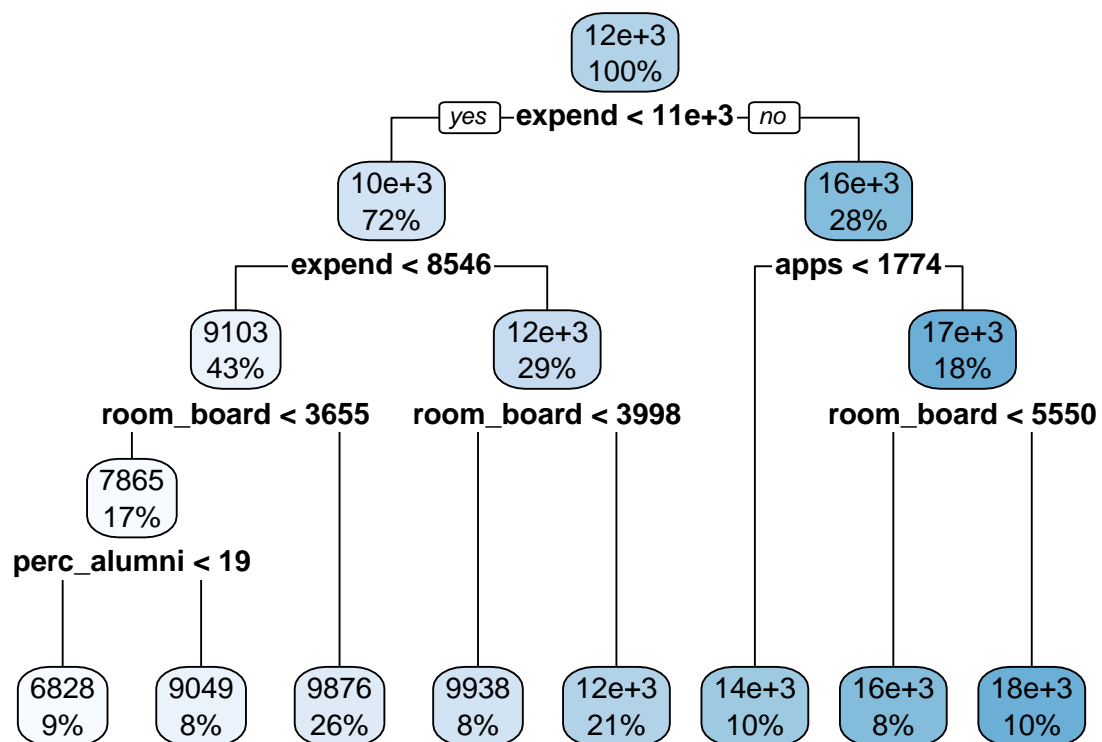 12e+3
100%
yes expend < 11e+3 no
10e+3
72%
16e+3
28%
expend < 8546
apps < 1774
9103
43%
12e+3
29%
17e+3
18%
room_board < 3655
room_board < 3998
room_board < 5550
7865
17%
perc_alumni < 19
6828
9%
9049
8%
9876
26%
9938
8%
12e+3
21%
14e+3
10%
16e+3
8%
18e+3
10%